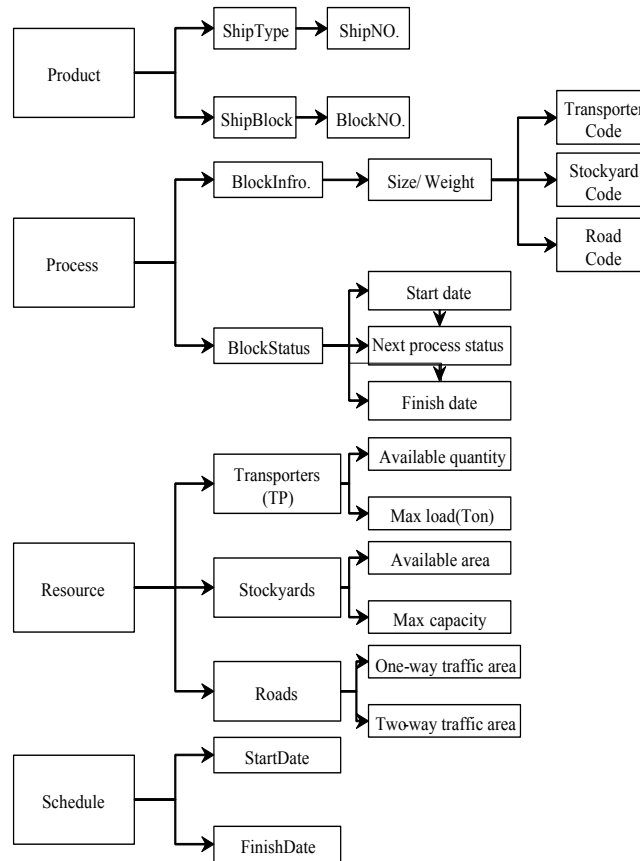 Product
ShipType
ShipNO.
ShipBlock
BlockNO.
Process
BlockInfro.
Size/ Weight
Transporter
Code
Stockyard
Code
Road
Code
BlockStatus
Start date
Next process status
Finish date
Resource
Transporters
(TP)
Available quantity
Max load(Ton)
Stockyards
Available area
Max capacity
Roads
One-way traffic area
Two-way traffic area
Schedule
StartDate
FinishDate